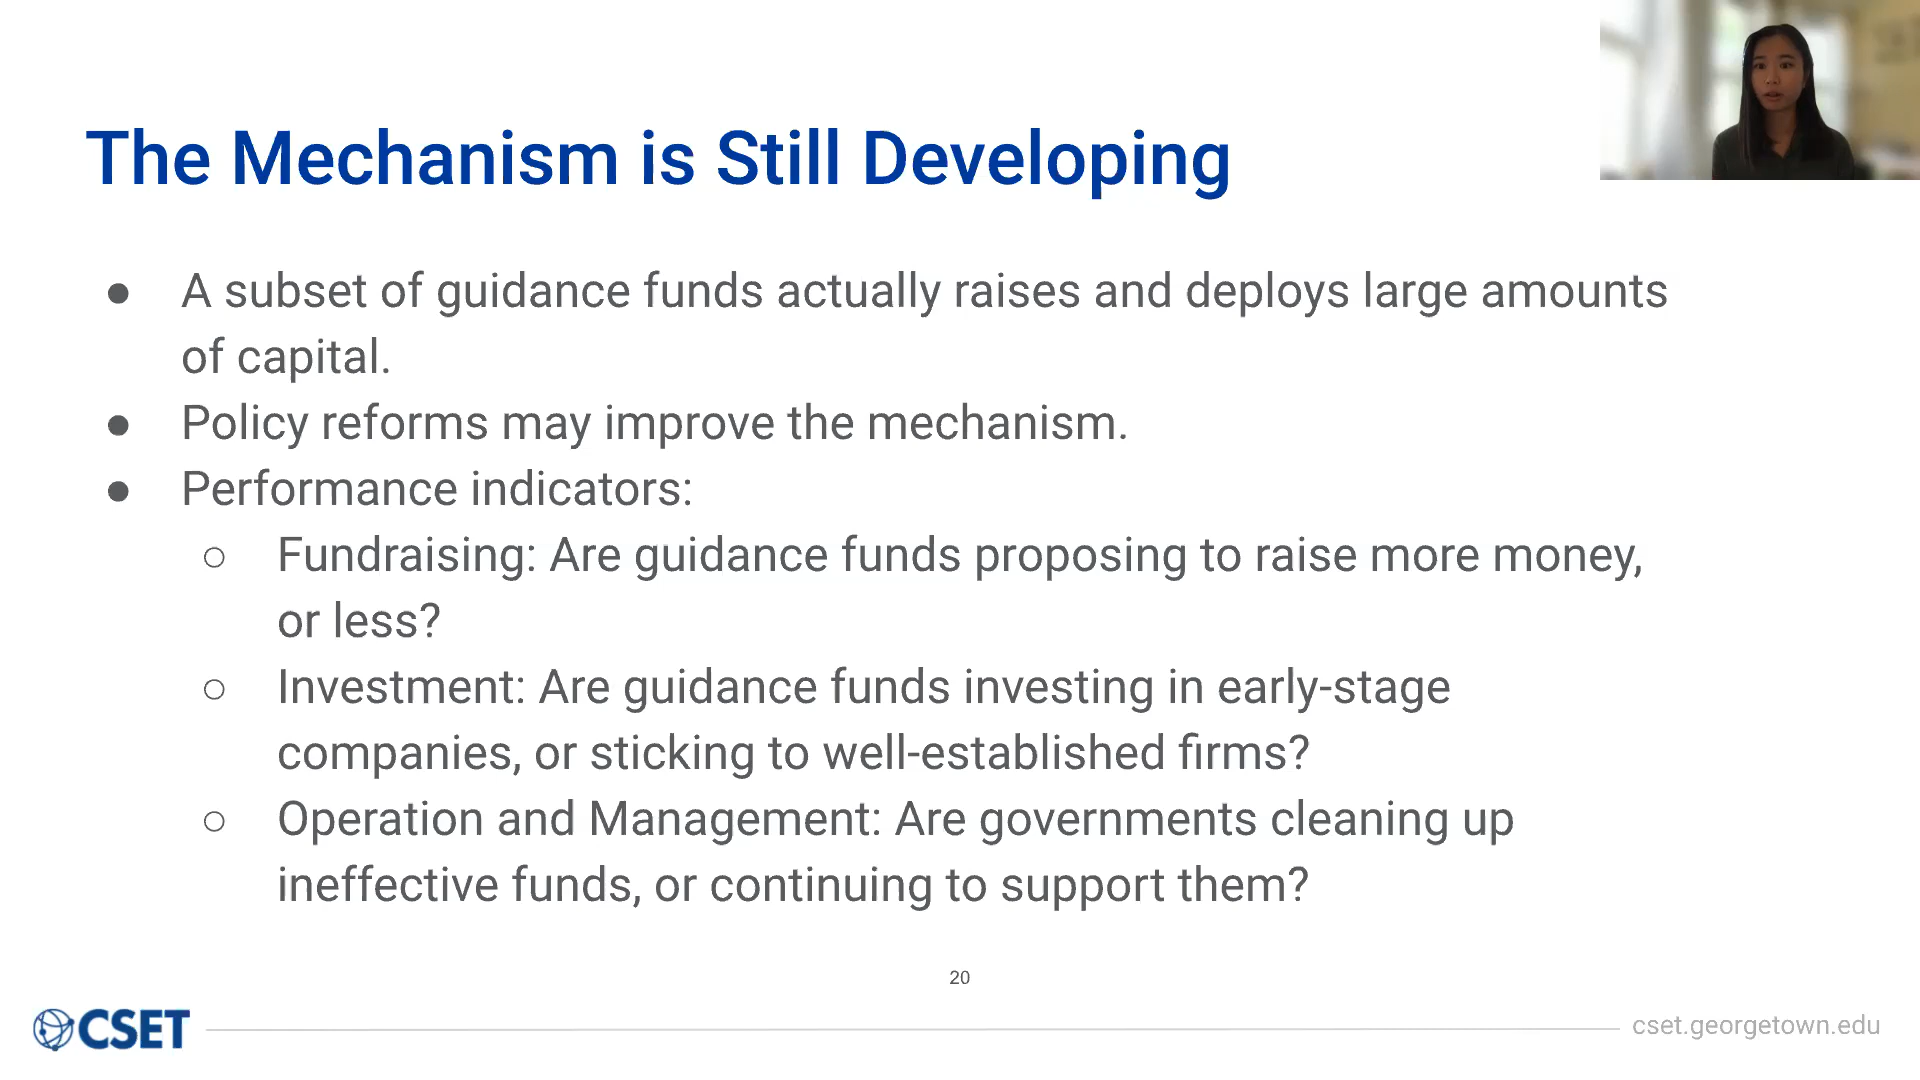 The Mechanism is Still Developing
● A subset of guidance funds actually raises and deploys large amounts
of capital.
● Policy reforms may improve the mechanism.
● Performance indicators:
○ Fundraising: Are guidance funds proposing to raise more money,
or less?
○ Investment: Are guidance funds investing in early-stage
companies, or sticking to well-established firms?
○ Operation and Management: Are governments cleaning up
ineffective funds, or continuing to support them?
20
CSET
cset.georgetown.edu